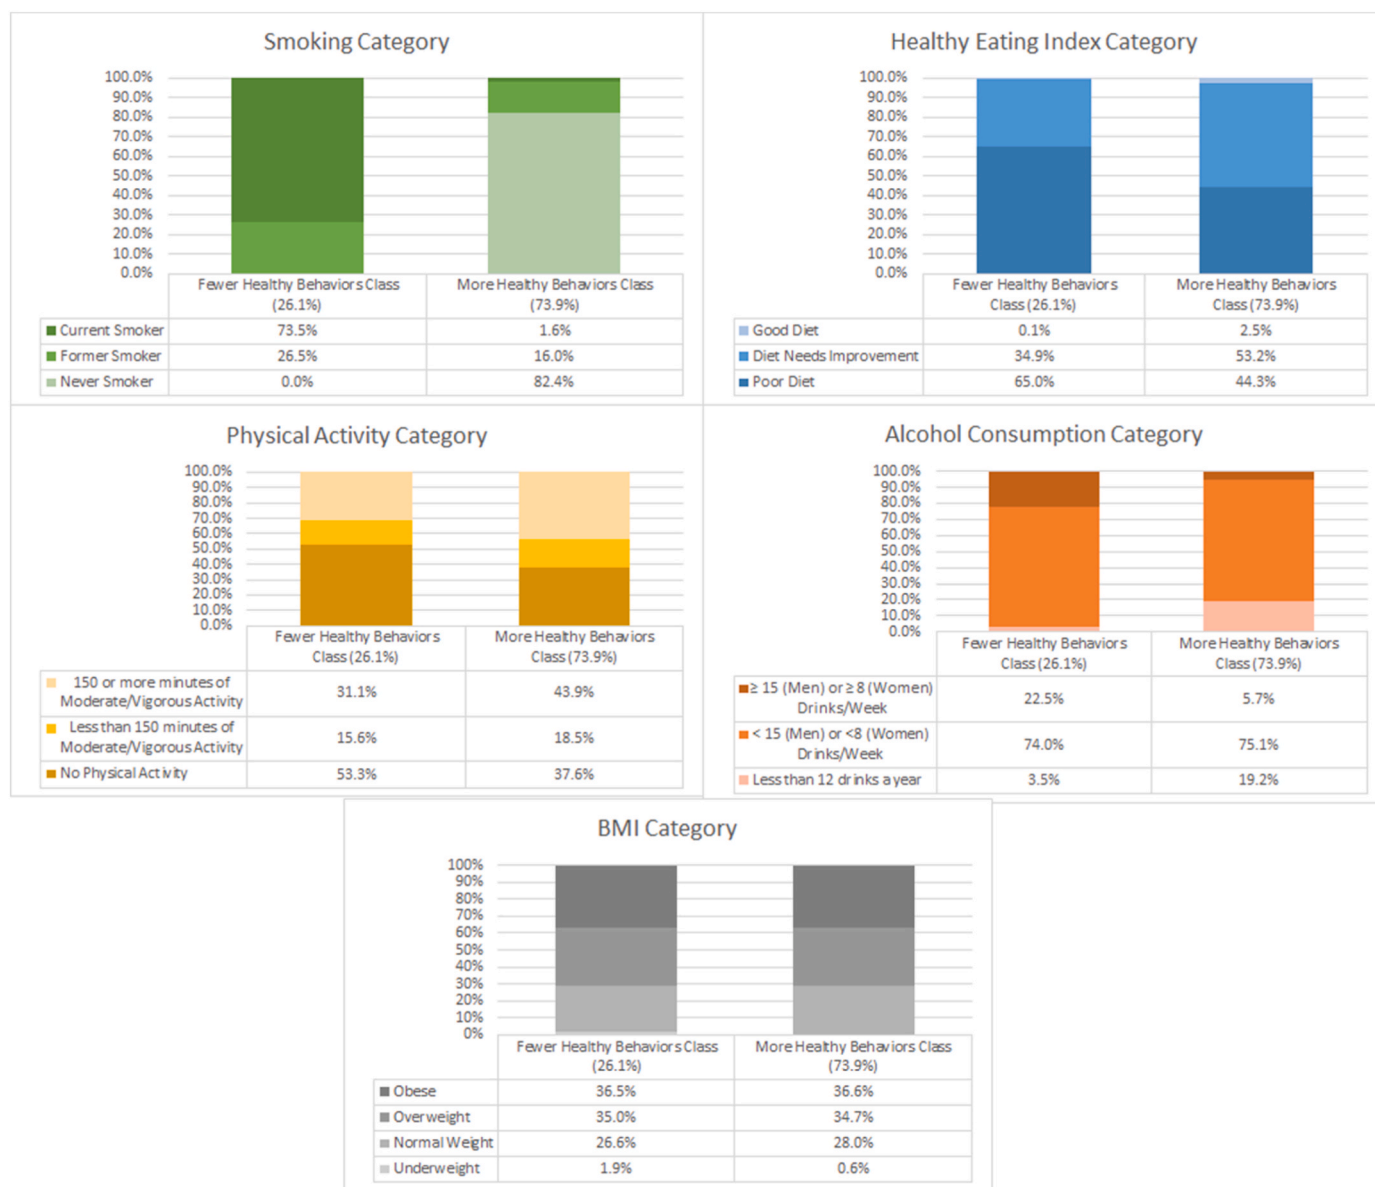 Smoking Category
100.0%
90.0%
80.0%
70.0%
60.0%
50.0%
40.0%
30.0%
20.0%
10.0%
0.0%
Fewer Healthy Behaviors Class
(26.1%)
More Healthy Behaviors Class
(73.9%)
Current Smoker 73.5% 1.6%
Former Smoker 26.5% 16.0%
Never Smoker 0.0% 82.4%
Healthy Eating Index Category
100.0%
90.0%
80.0%
70.0%
60.0%
50.0%
40.0%
30.0%
20.0%
10.0%
0.0%
Fewer Healthy Behaviors
Class (26.1%)
More Healthy Behaviors
Class (73.9%)
Good Diet 0.1% 2.5%
Diet Needs Improvement 34.9% 53.2%
Poor Diet 65.0% 44.3%
Physical Activity Category
100.0%
90.0%
80.0%
70.0%
60.0%
50.0%
40.0%
30.0%
20.0%
10.0%
0.0%
Fewer Healthy Behaviors
Class (26.1%)
More Healthy Behaviors
Class (73.9%)
150 or more minutes of
Moderate/Vigorous Activity 31.1% 43.9%
Less than 150 minutes of
Moderate/Vigorous Activity 15.6% 18.5%
No Physical Activity 53.3% 37.6%
Alcohol Consumption Category
100.0%
90.0%
80.0%
70.0%
60.0%
50.0%
40.0%
30.0%
20.0%
10.0%
0.0%
Fewer Healthy Behaviors
Class (26.1%)
More Healthy Behaviors
Class (73.9%)
≥ 15 (Men) or ≥ 8 (Women)
Drinks/Week 22.5% 5.7%
< 15 (Men) or <8 (Women)
Drinks/Week 74.0% 75.1%
Less than 12 drinks a year 3.5% 19.2%
BMI Category
100%
90%
80%
70%
60%
50%
40%
30%
20%
10%
0%
Fewer Healthy Behaviors Class
(26.1%)
More Healthy Behaviors Class
(73.9%)
Obese 36.5% 36.6%
Overweight 35.0% 34.7%
Normal Weight 26.6% 28.0%
Underweight 1.9% 0.6%